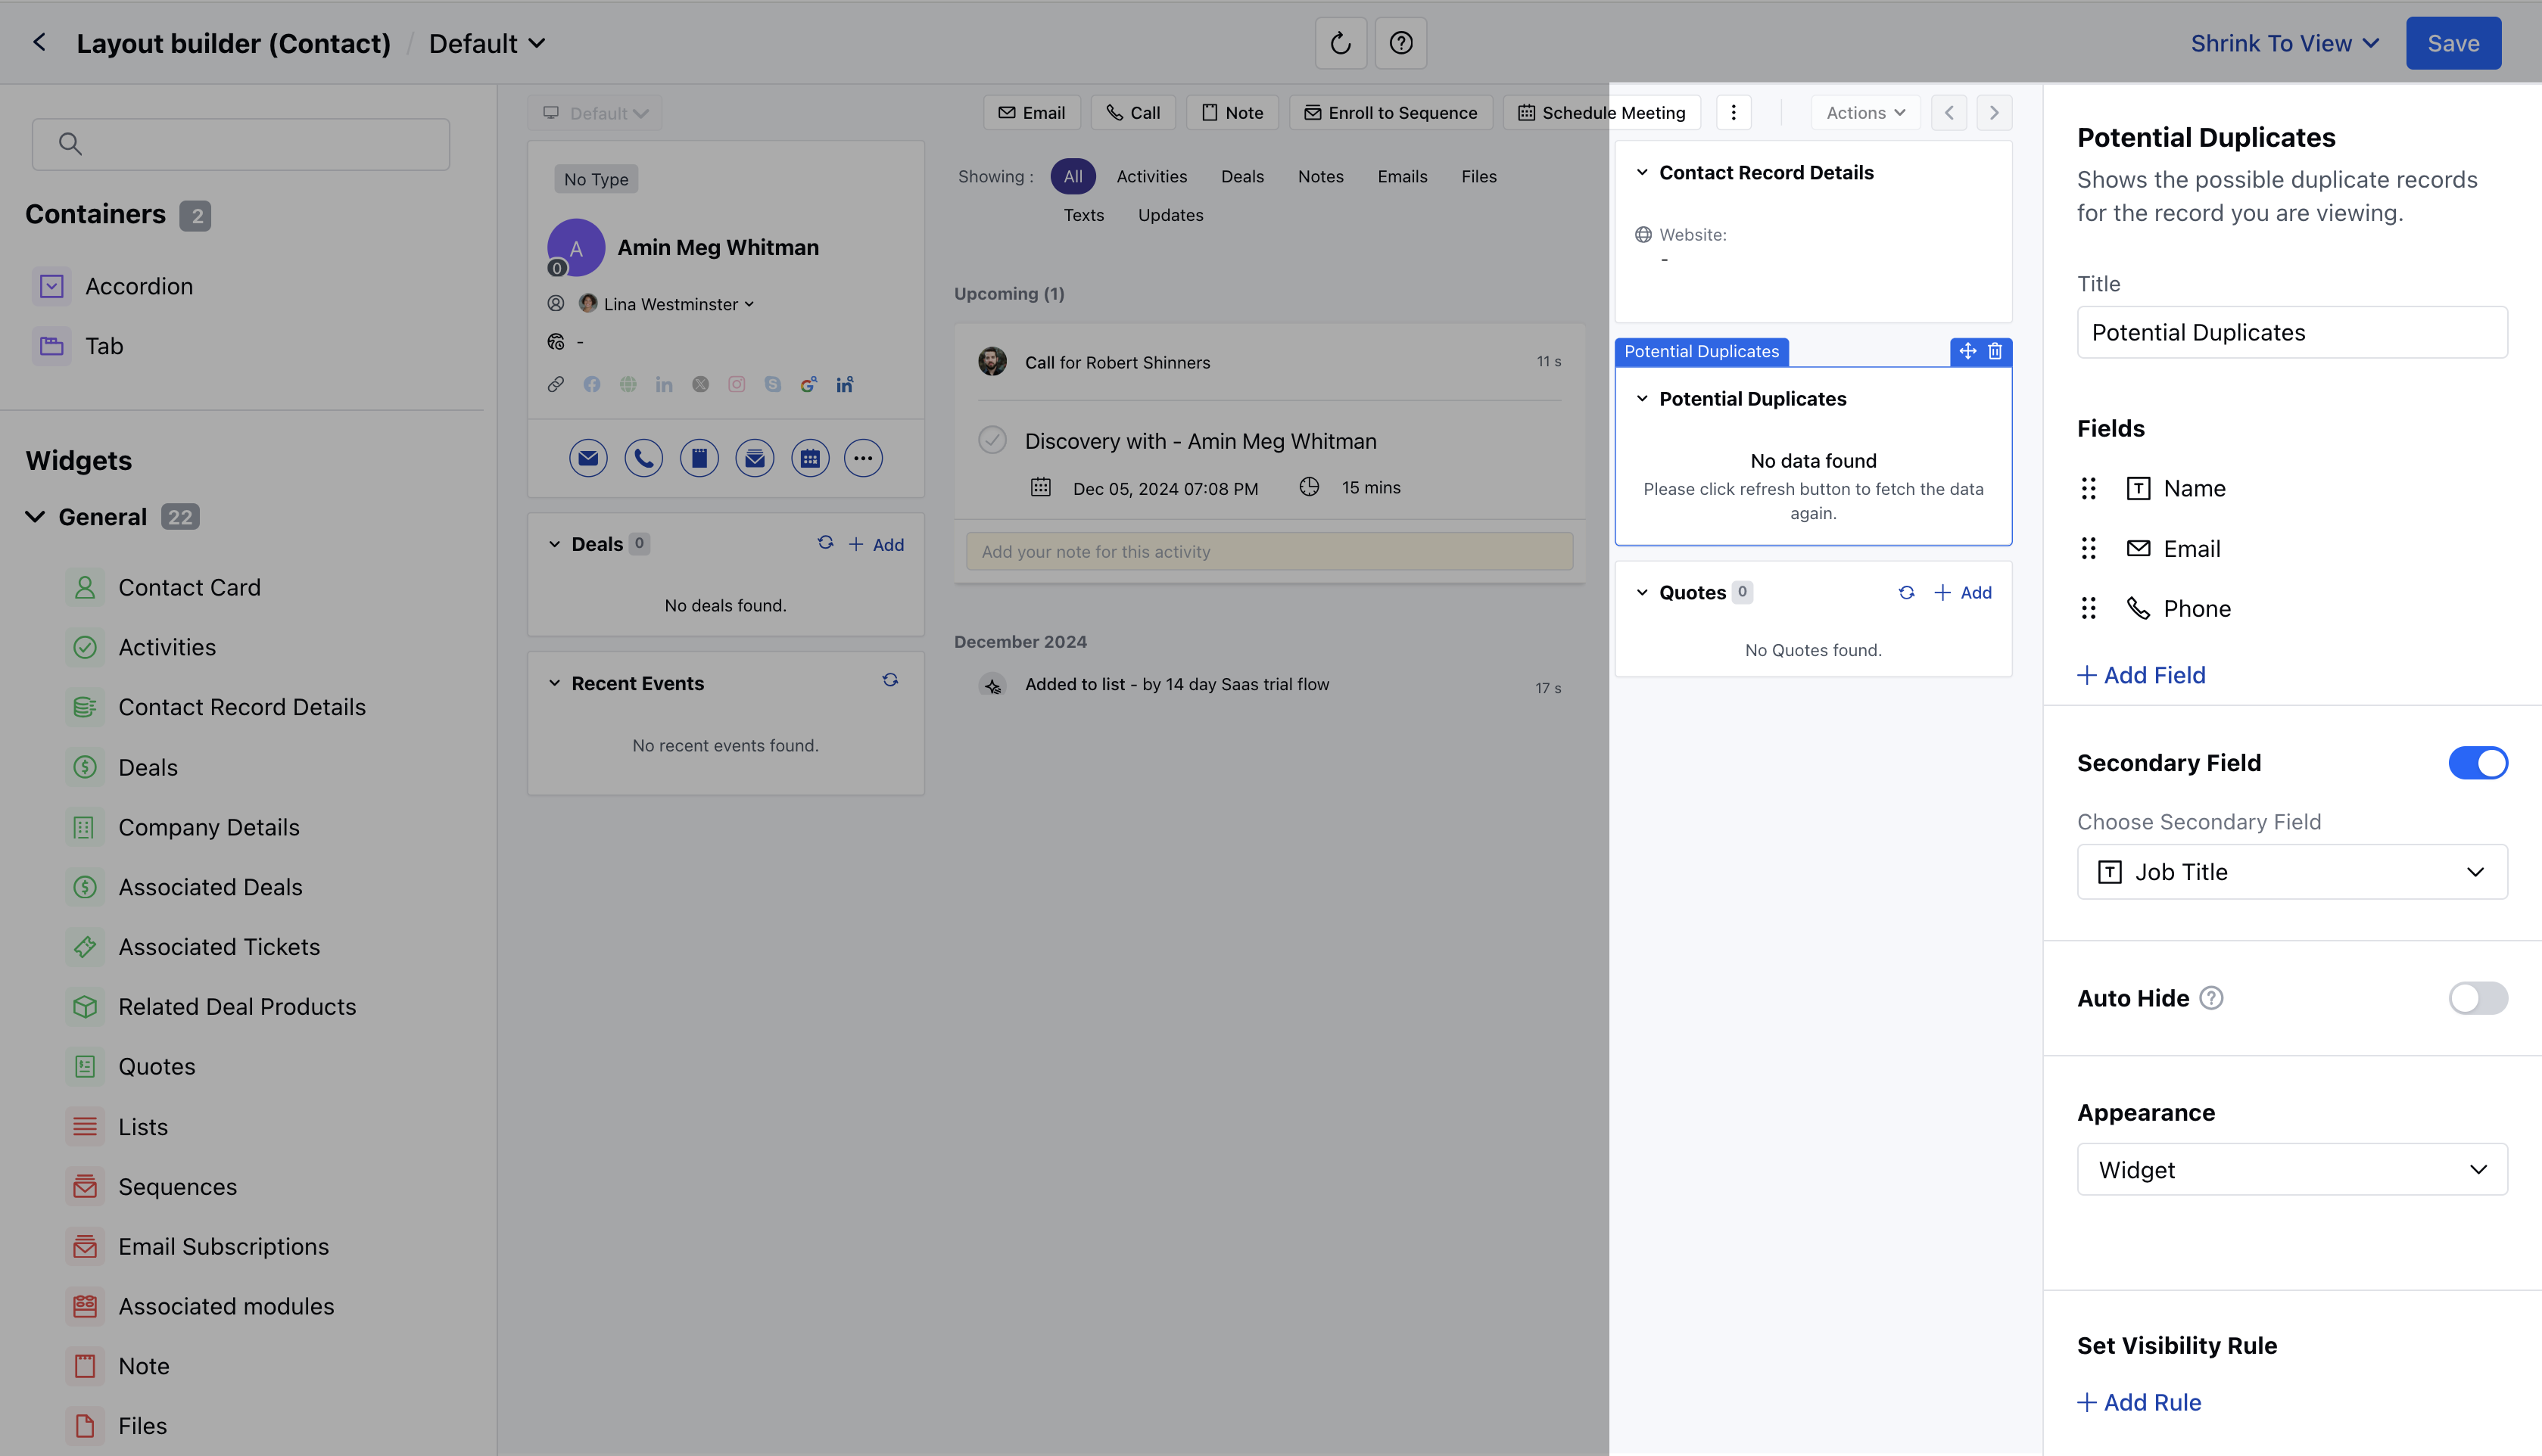 Layout builder (Contact) / Default
Shrink To View
Save
Containers 2
Accordion
Tab
Widgets
General 22
Contact Card
Activities
Contact Record Details
Deals
Company Details
Associated Deals
Associated Tickets
Related Deal Products
Quotes
Lists
Sequences
Email Subscriptions
Associated modules
Note
Files
Default
Email
Call
Note
Enroll to Sequence
Schedule Meeting
Actions
No Type
A
0
Amin Meg Whitman
Lina Westminster
-
Deals 0
Add
No deals found.
Recent Events
No recent events found.
Showing : All Activities Deals Notes Emails Files
Texts Updates
Upcoming (1)
Call for Robert Shinners
11 s
Discovery with - Amin Meg Whitman
Dec 05, 2024 07:08 PM
15 mins
Add your note for this activity
December 2024
Added to list - by 14 day Saas trial flow
17 s
Contact Record Details
Website:
-
Potential Duplicates
Potential Duplicates
No data found
Please click refresh button to fetch the data
again.
Quotes 0
Add
No Quotes found.
Potential Duplicates
Shows the possible duplicate records
for the record you are viewing.
Title
Potential Duplicates
Fields
Name
Email
Phone
+ Add Field
Secondary Field
Choose Secondary Field
Job Title
Auto Hide
Appearance
Widget
Set Visibility Rule
+ Add Rule